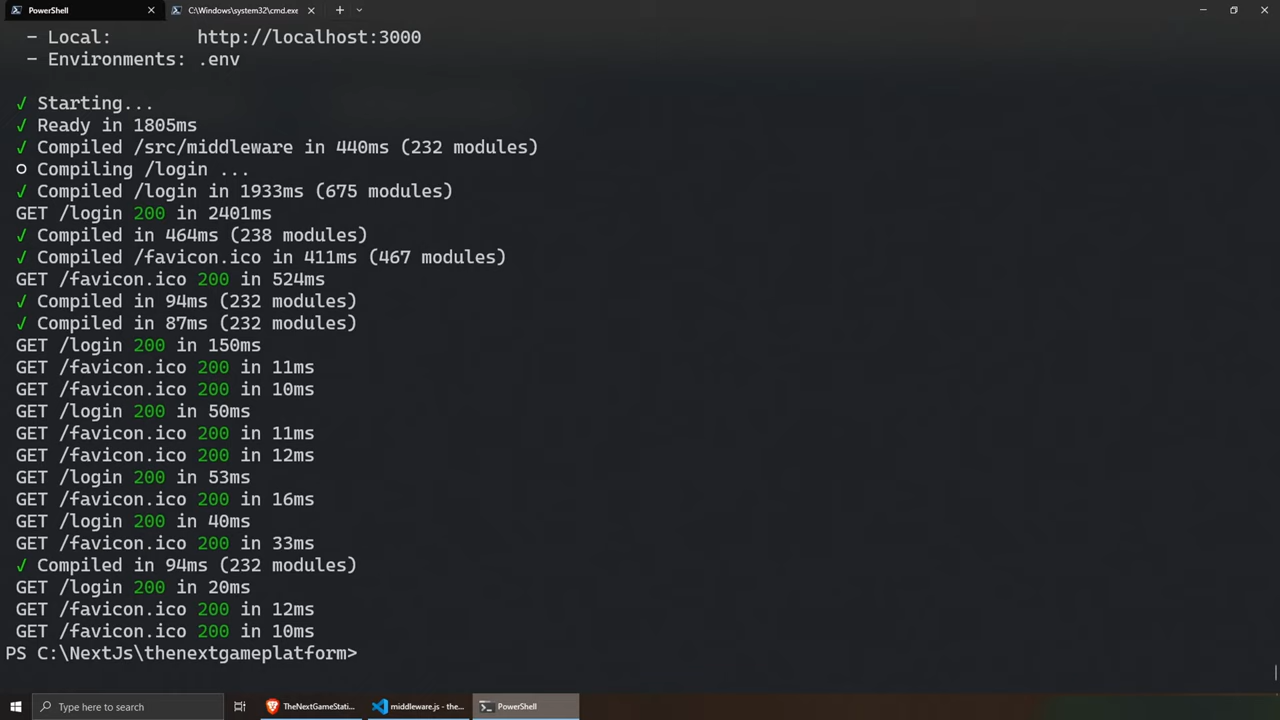 PowerShell
C:\Windows\system32\cmd.exe
- Local: http://localhost:3000
- Environments: .env
✓ Starting...
✓ Ready in 1805ms
✓ Compiled /src/middleware in 440ms (232 modules)
○ Compiling /login ...
✓ Compiled /login in 1933ms (675 modules)
GET /login 200 in 2401ms
✓ Compiled in 464ms (238 modules)
✓ Compiled /favicon.ico in 411ms (467 modules)
GET /favicon.ico 200 in 524ms
✓ Compiled in 94ms (232 modules)
✓ Compiled in 87ms (232 modules)
GET /login 200 in 150ms
GET /favicon.ico 200 in 11ms
GET /favicon.ico 200 in 10ms
GET /login 200 in 50ms
GET /favicon.ico 200 in 11ms
GET /favicon.ico 200 in 12ms
GET /login 200 in 53ms
GET /favicon.ico 200 in 16ms
GET /login 200 in 40ms
GET /favicon.ico 200 in 33ms
✓ Compiled in 94ms (232 modules)
GET /login 200 in 20ms
GET /favicon.ico 200 in 12ms
GET /favicon.ico 200 in 10ms
PS C:\NextJs\thenextgameplatform>
Type here to search
TheNextGameStati...
middleware.js - the...
PowerShell